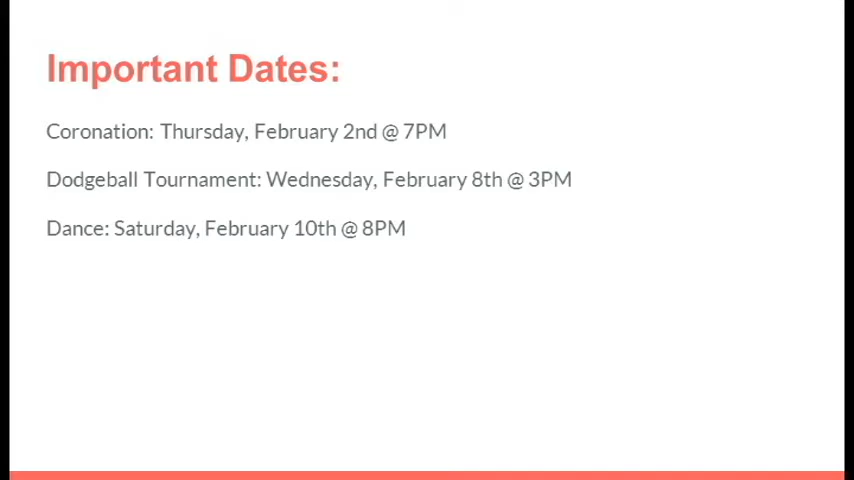 Important Dates:
Coronation: Thursday, February 2nd @ 7PM
Dodgeball Tournament: Wednesday, February 8th @ 3PM
Dance: Saturday, February 10th @ 8PM